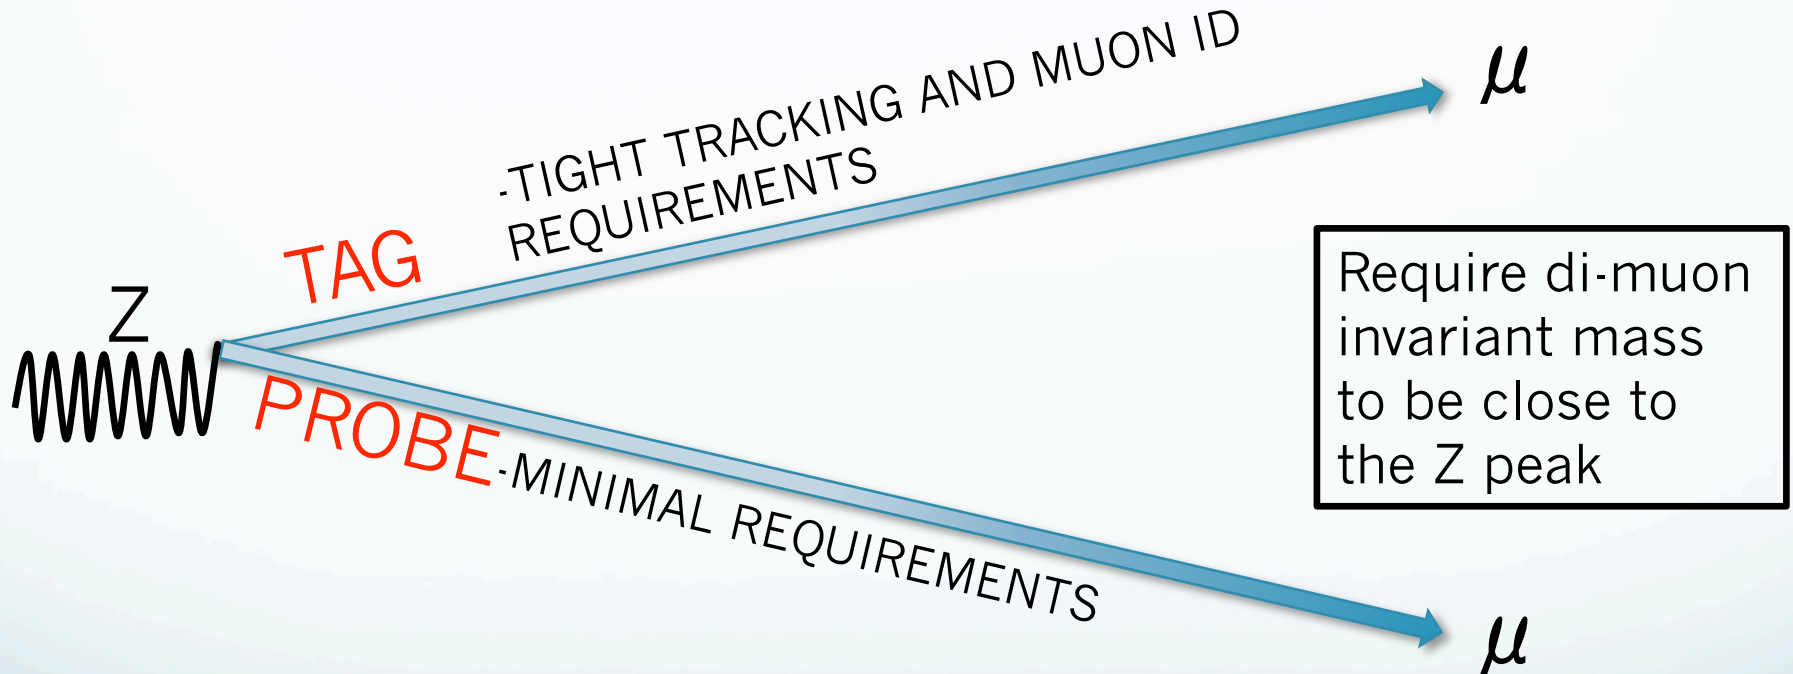 -TIGHT TRACKING AND MUON ID
REQUIREMENTS
μ
TAG
Z
Require di-muon
invariant mass
to be close to
the Z peak
PROBE-MINIMAL REQUIREMENTS
μ